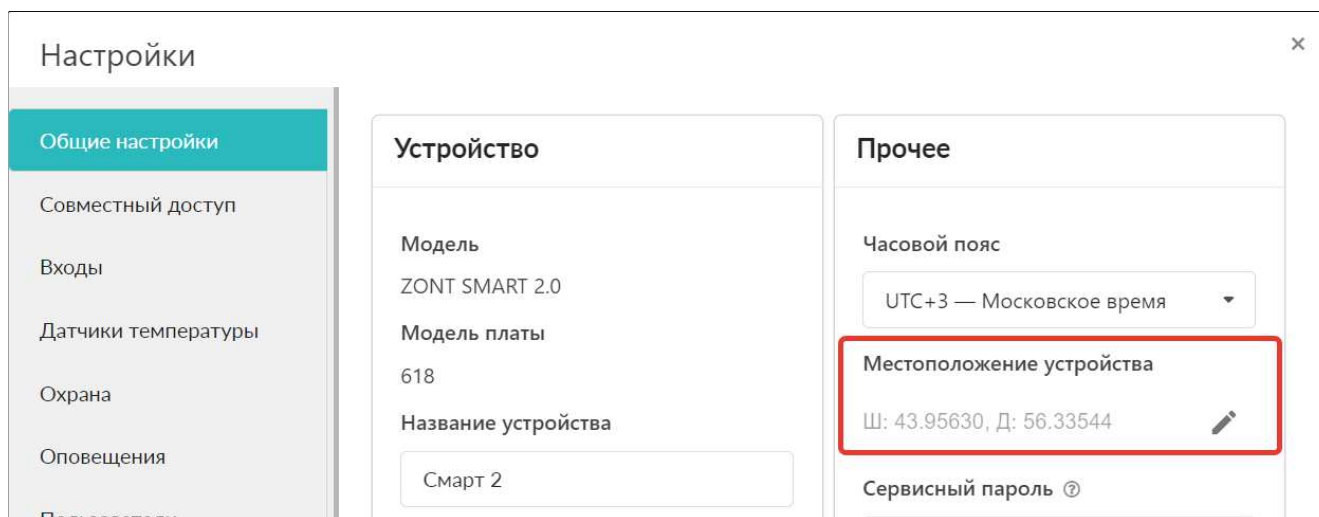 Настройки
×
Общие настройки
Совместный доступ
Входы
Датчики температуры
Охрана
Оповещения
Устройство
Модель
ZONT SMART 2.0
Модель платы
618
Название устройства
Смарт 2
Прочее
Часовой пояс
UTC+3 — Московское время
Местоположение устройства
Ш: 43.95630, Д: 56.33544
Сервисный пароль ?